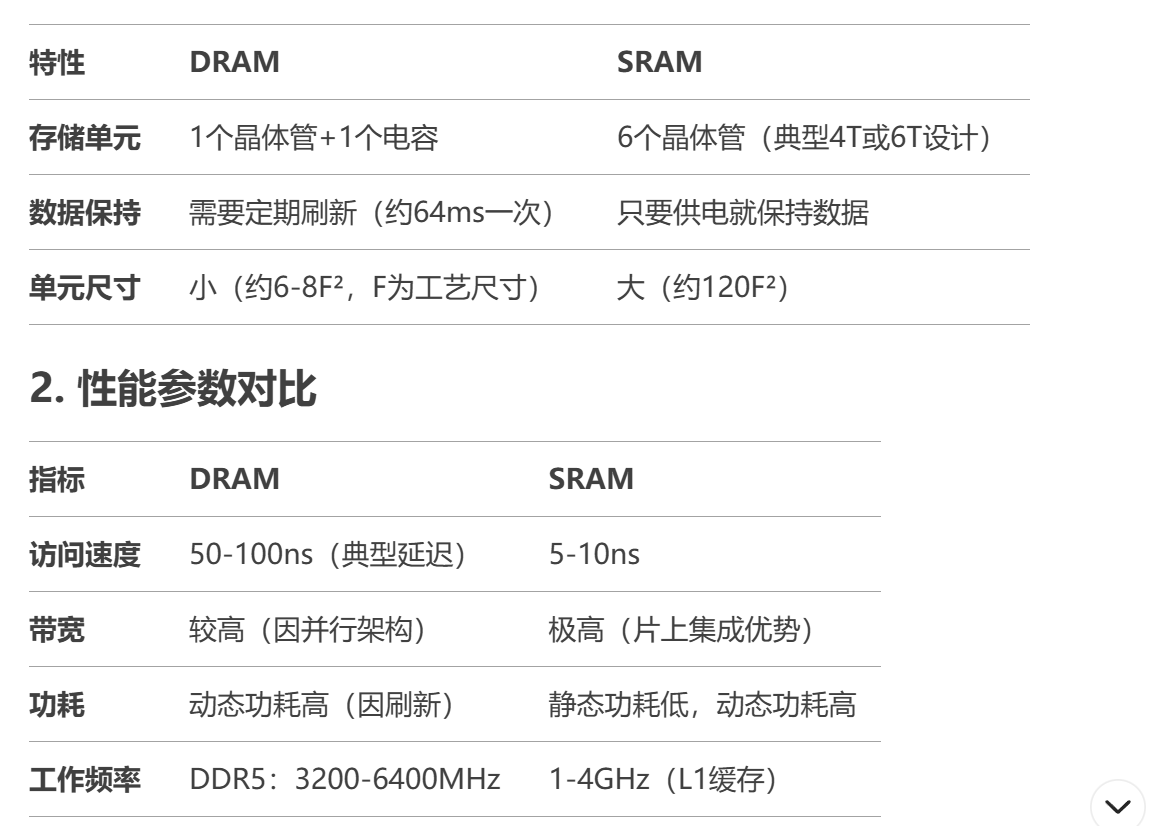 特性 DRAM SRAM
存储单元 1个晶体管+1个电容 6个晶体管（典型4T或6T设计）
数据保持 需要定期刷新（约64ms一次） 只要供电就保持数据
单元尺寸 小（约6-8F²，F为工艺尺寸） 大（约120F²）
2. 性能参数对比
指标 DRAM SRAM
访问速度 50-100ns（典型延迟） 5-10ns
带宽 较高（因并行架构） 极高（片上集成优势）
功耗 动态功耗高（因刷新） 静态功耗低，动态功耗高
工作频率 DDR5：3200-6400MHz 1-4GHz（L1缓存）